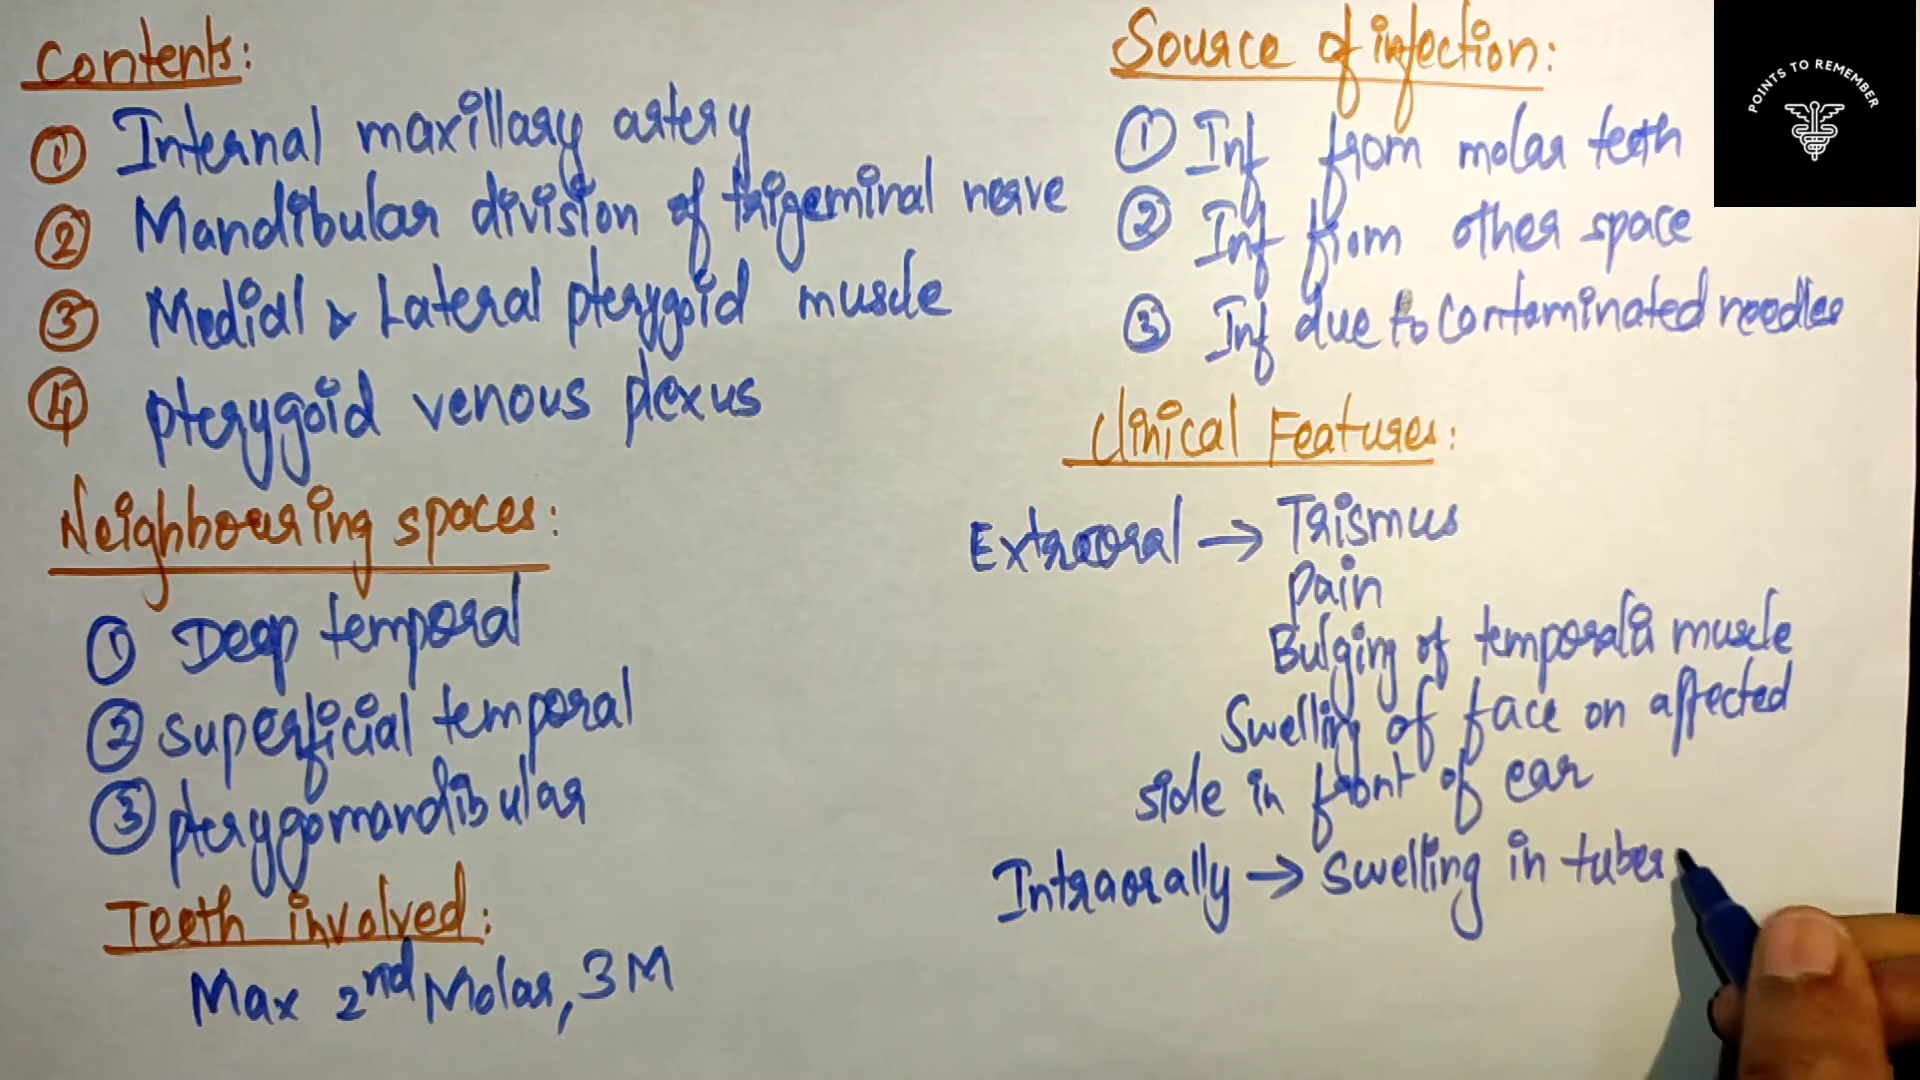 Contents:
① Internal maxillary artery
② Mandibular division of trigeminal nerve
③ Medial & Lateral pterygoid muscle
④ pterygoid venous plexus
Neighbouring spaces:
① Deep temporal
② superficial temporal
③ pterygomandibular
Teeth involved:
Max 2nd Molar, 3M
Source of infection:
① Inf from molar teeth
② Inf from other space
③ Inf due to contaminated needles
Clinical Features:
Extraoral → Trismus
Pain
Bulging of temporalis muscle
Swelling of face on affected
side in front of ear
Intraorally → Swelling in tuber
POINTS TO REMEMBER